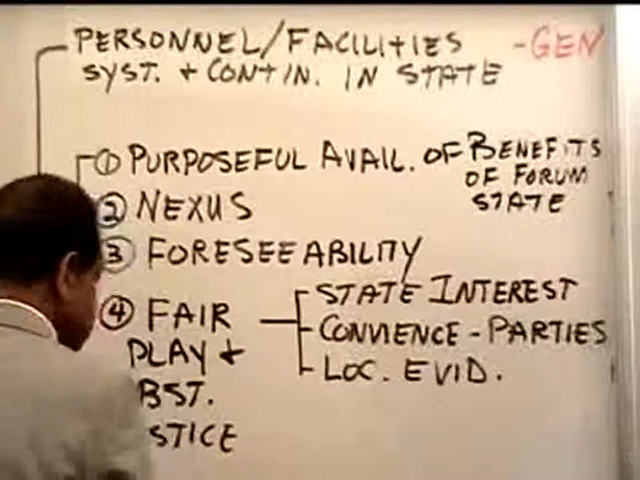 PERSONNEL/FACILITIES -GEN
SYST. + CONTIN. IN STATE
① PURPOSEFUL AVAIL. OF BENEFITS
OF FORUM
STATE
② NEXUS
③ FORESEEABILITY
④ FAIR
PLAY +
BST.
STICE
STATE INTEREST
CONVIENCE - PARTIES
LOC. EVID.